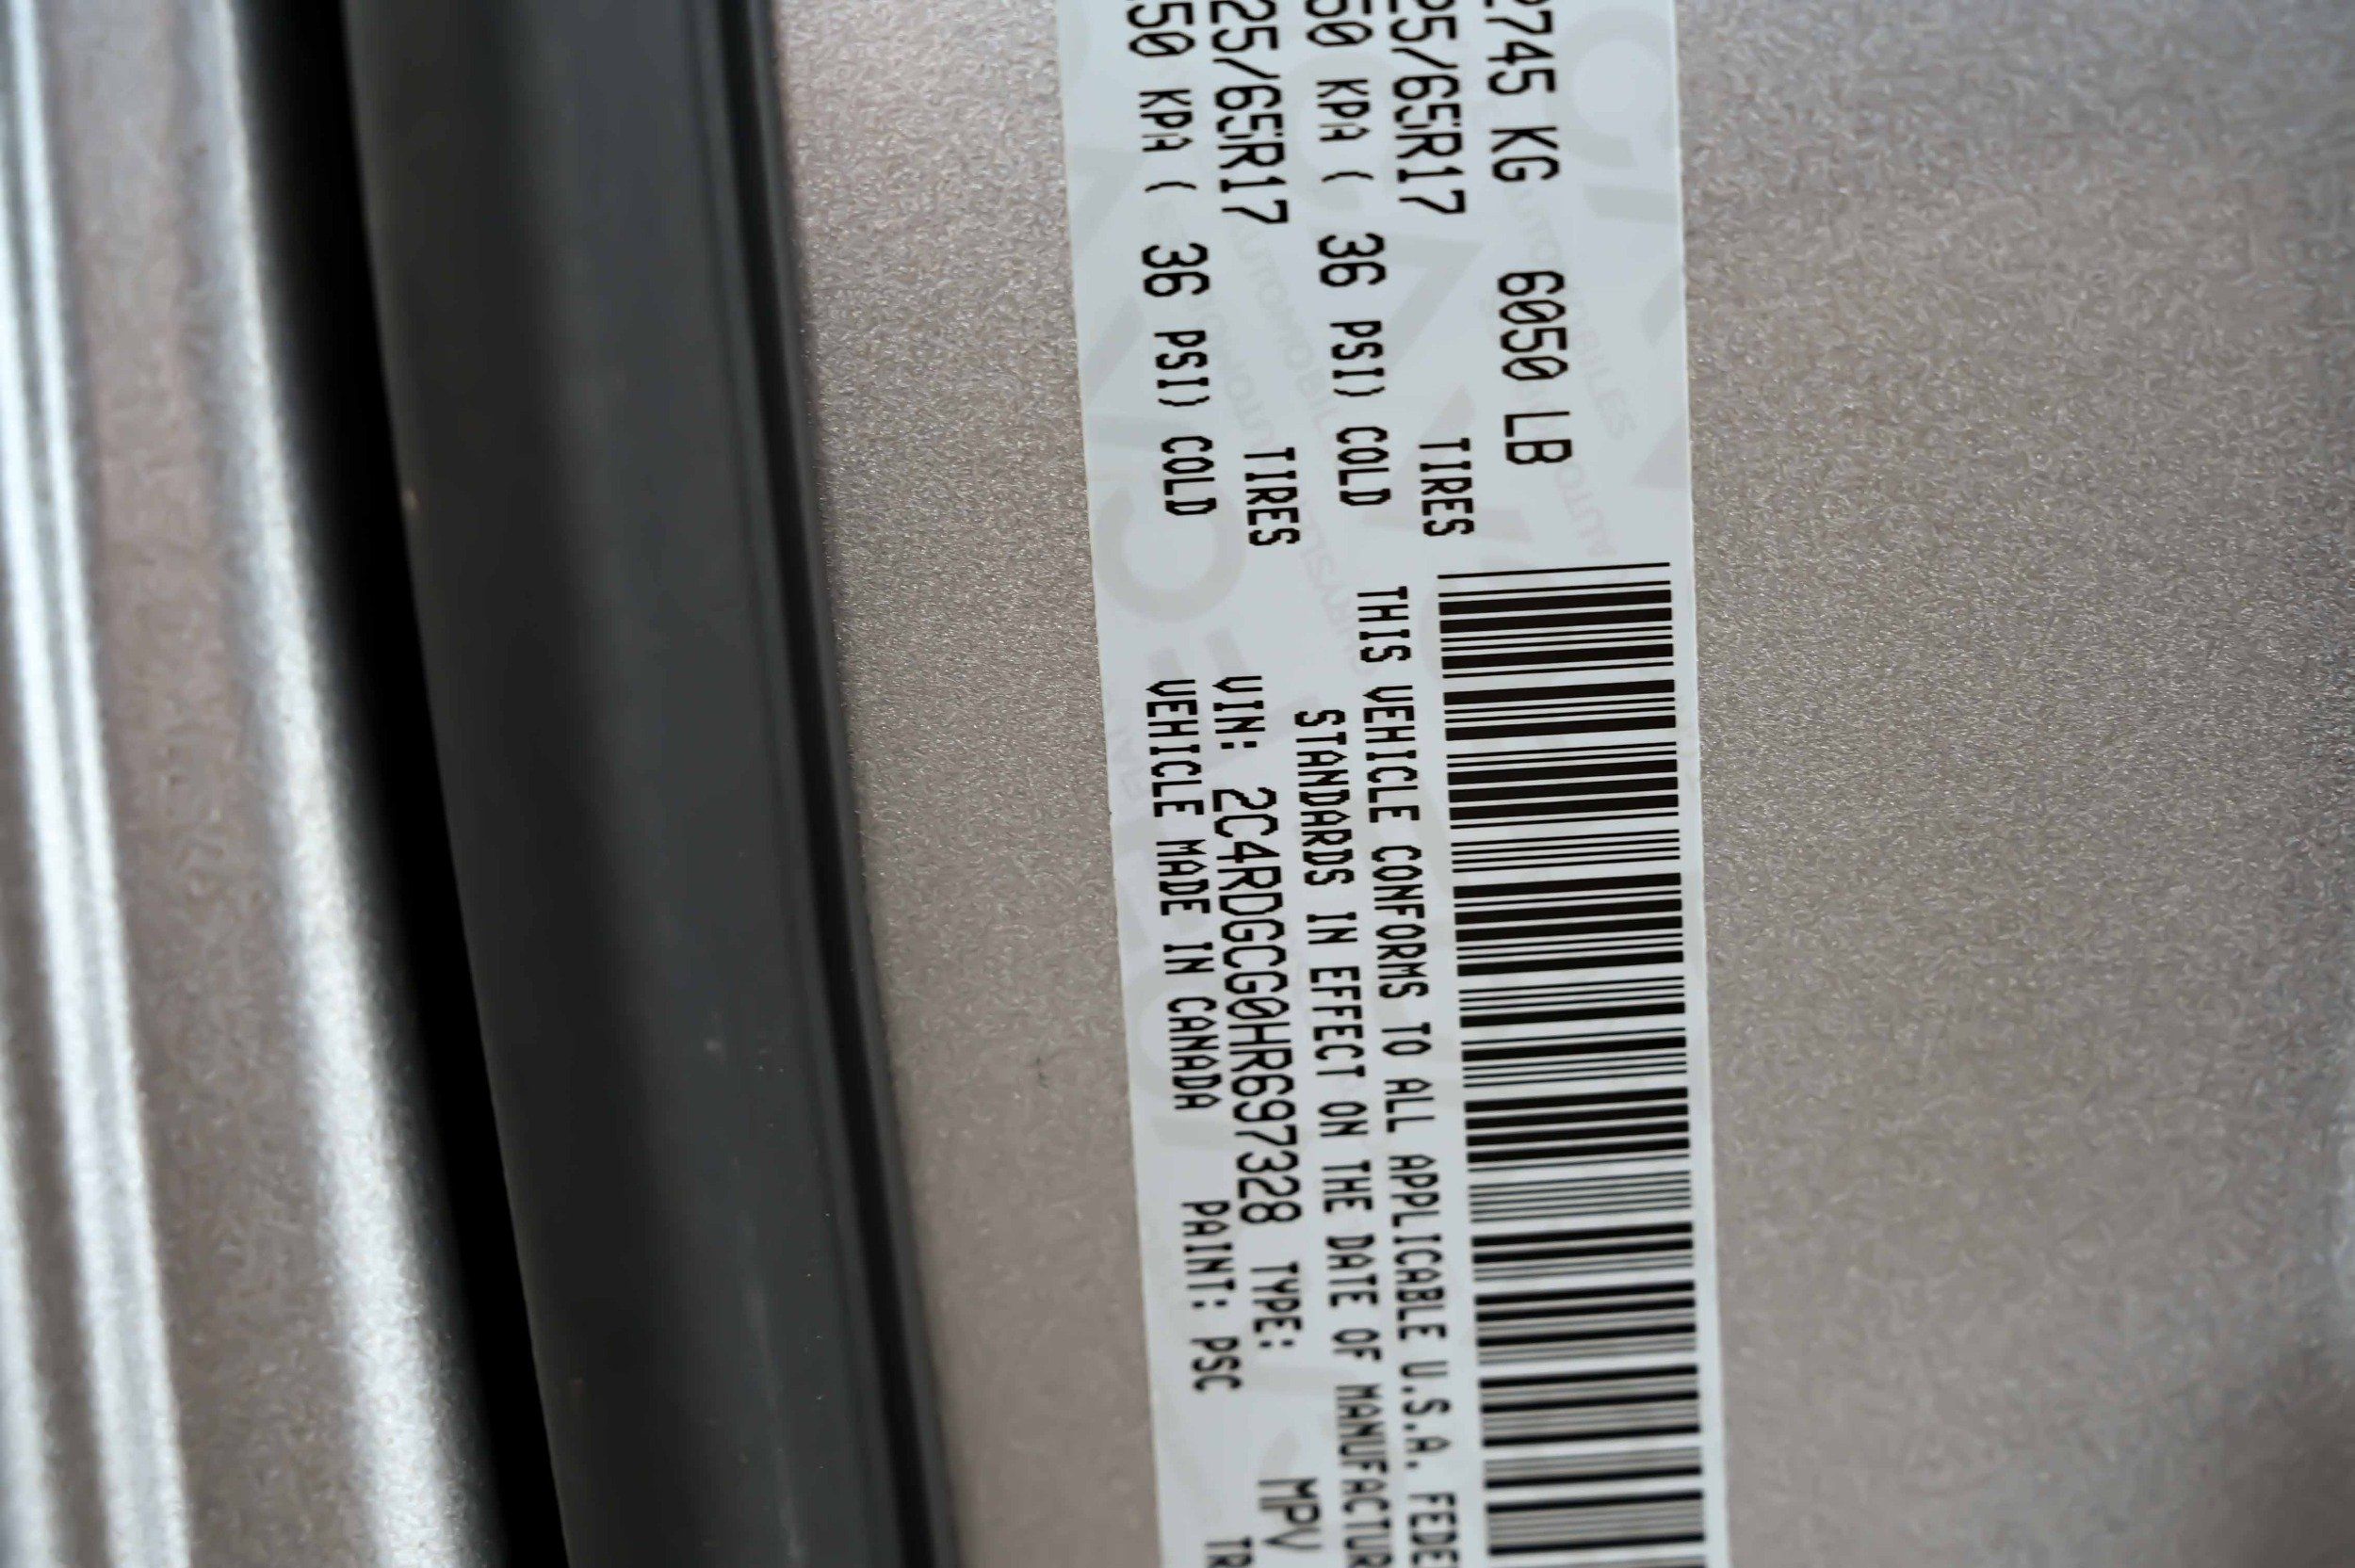 2745 KG 6050 LB
25/65R17 TIRES
50 KPA ( 36 PSI) COLD
25/65R17 TIRES
50 KPA ( 36 PSI) COLD
THIS VEHICLE CONFORMS TO ALL APPLICABLE U.S.A. FEDE
STANDARDS IN EFFECT ON THE DATE OF MANUFACTUR
VIN: 2C4RDGCG0HR697328 TYPE: MPV
VEHICLE MADE IN CANADA PAINT: PSC TR